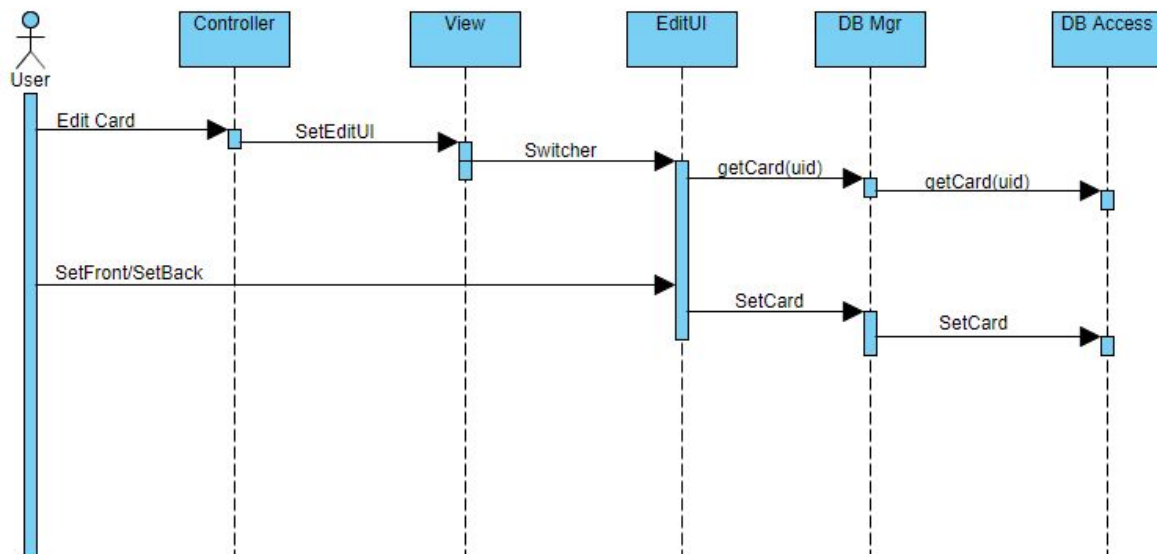 Controller
View
EditUI
DB Mgr
DB Access
User
Edit Card
SetEditUI
Switcher
getCard(uid)
getCard(uid)
SetFront/SetBack
SetCard
SetCard